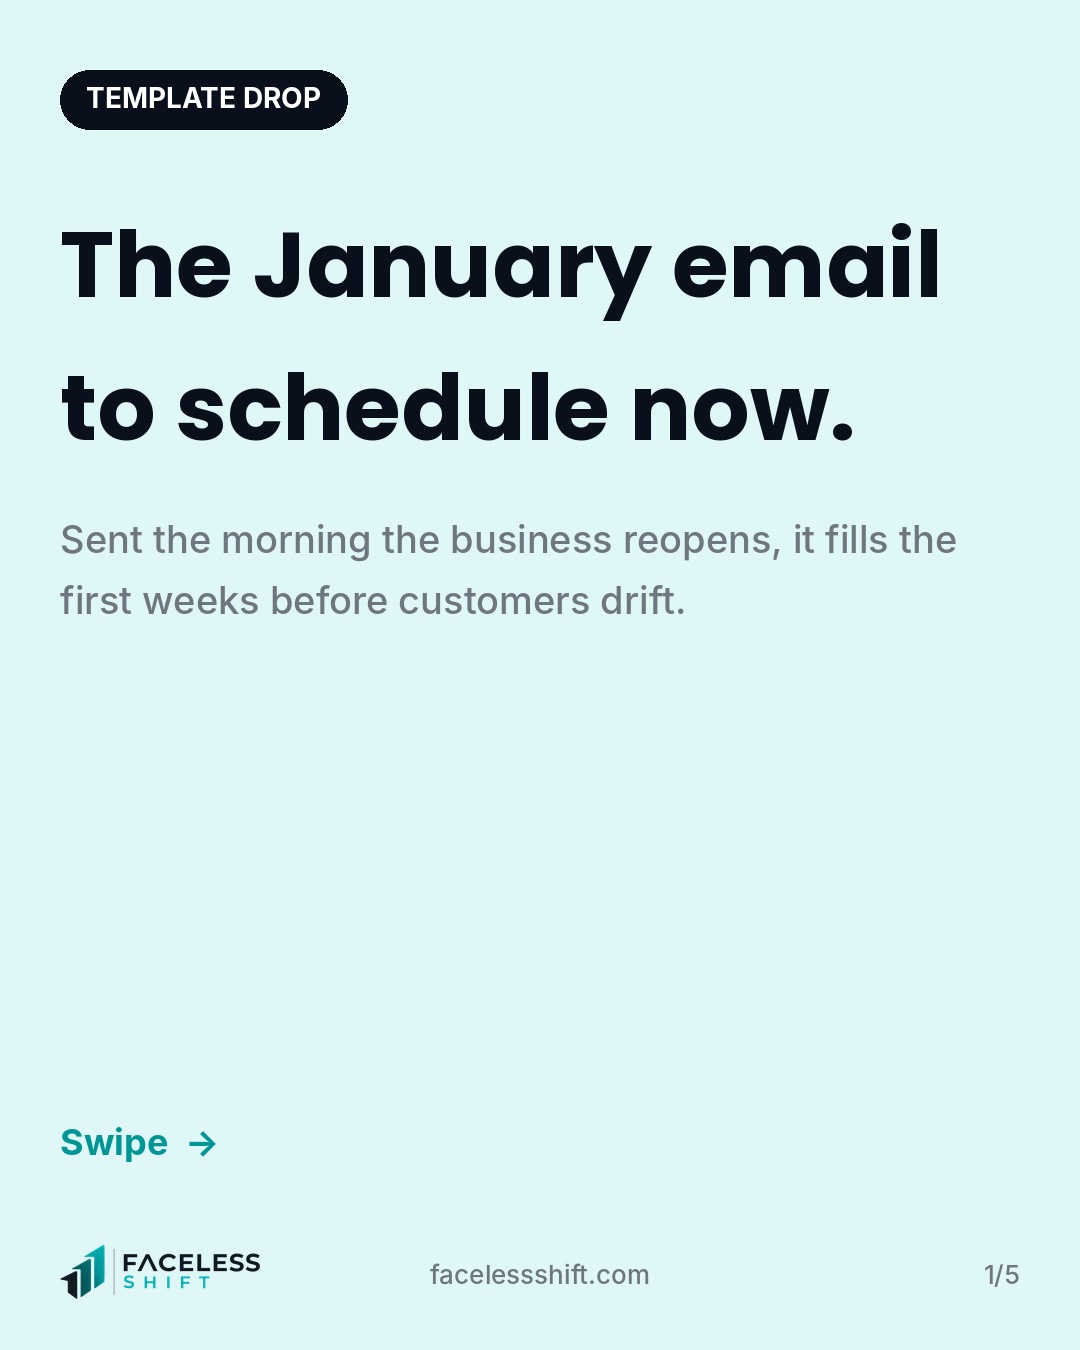 TEMPLATE DROP
The January email
to schedule now.
Sent the morning the business reopens, it fills the
first weeks before customers drift.
Swipe →
FACELESS
SHIFT
facelessshift.com
1/5